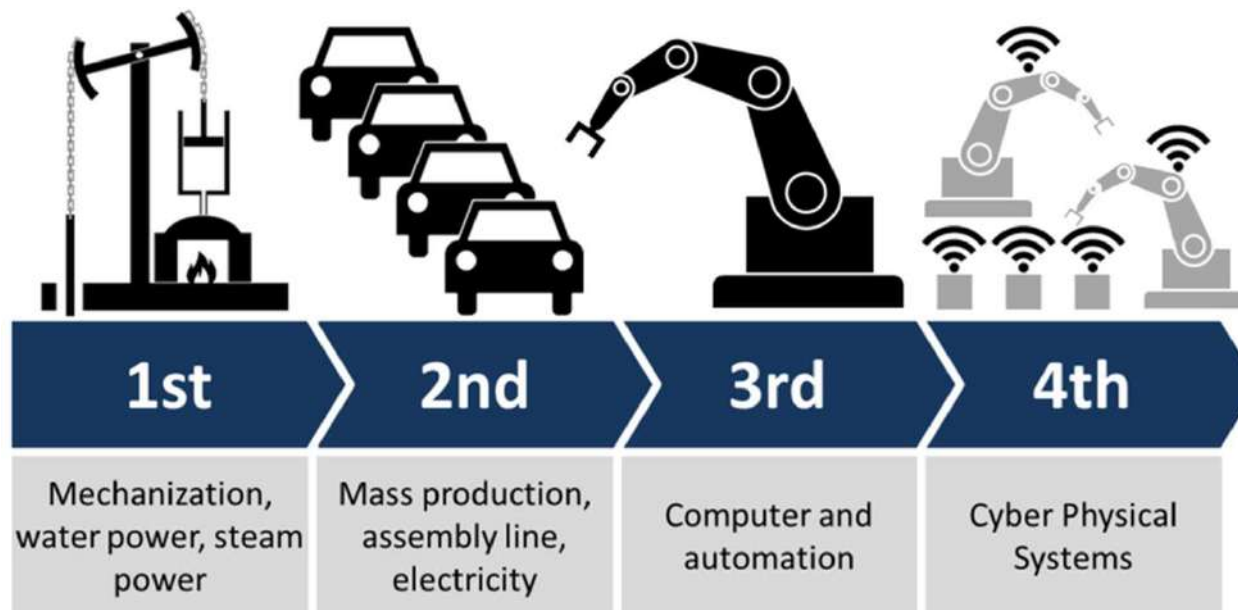 1st
2nd
3rd
4th
Mechanization,
water power, steam
power
Mass production,
assembly line,
electricity
Computer and
automation
Cyber Physical
Systems